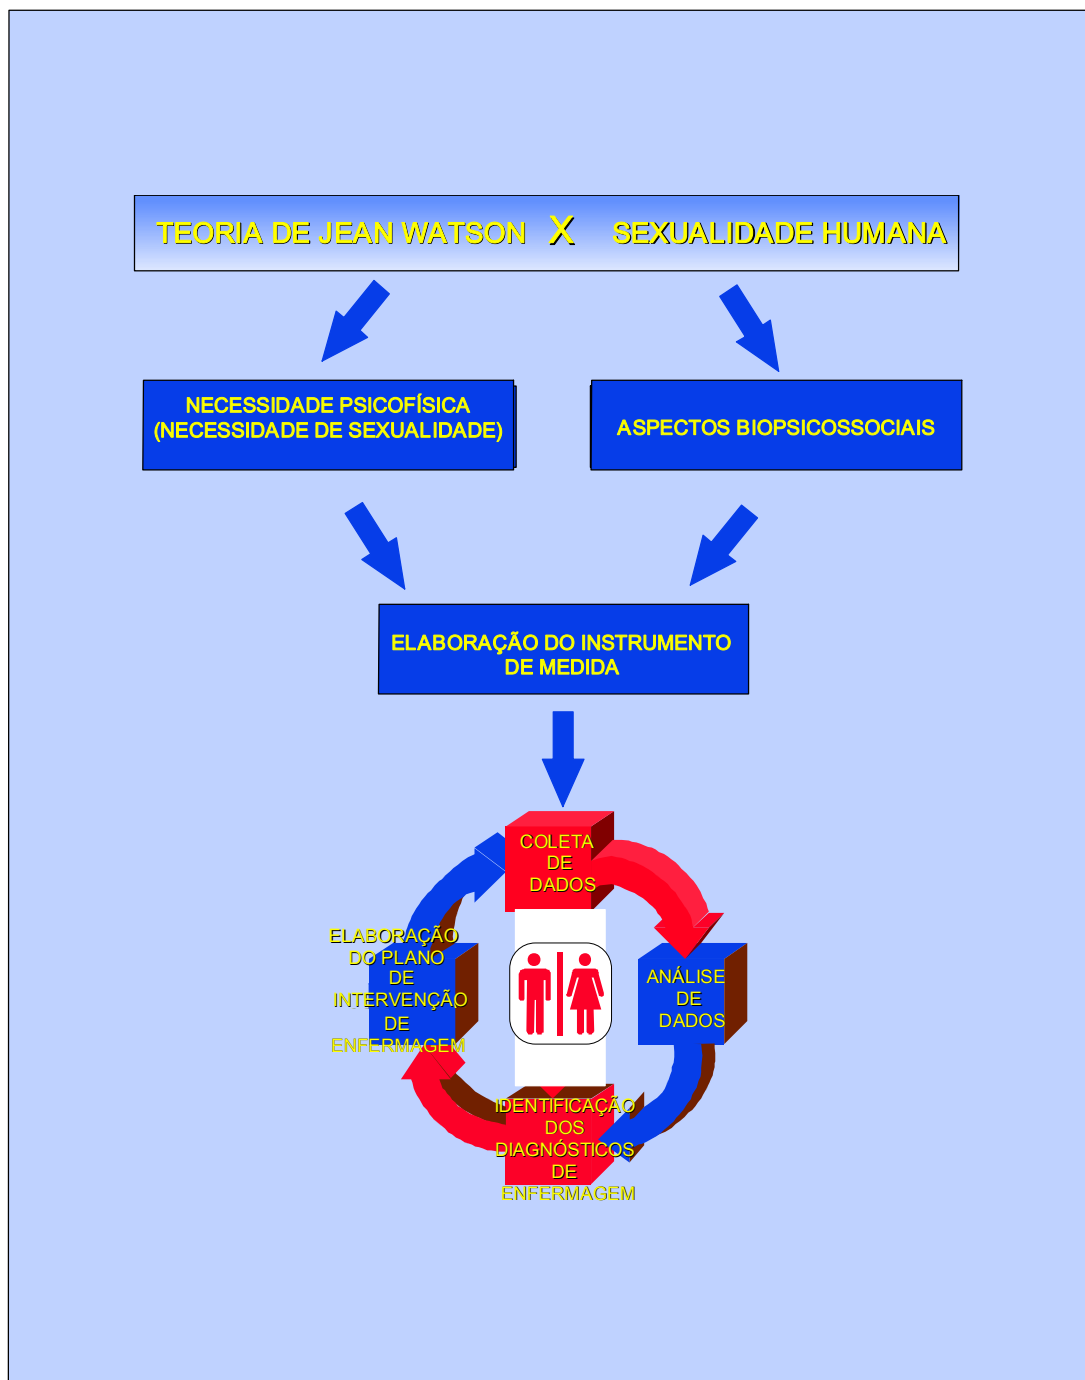 TEORIA DE JEAN WATSON X SEXUALIDADE HUMANA
NECESSIDADE PSICOFÍSICA
(NECESSIDADE DE SEXUALIDADE)
ASPECTOS BIOPSICOSSOCIAIS
ELABORAÇÃO DO INSTRUMENTO
DE MEDIDA
COLETA
DE
DADOS
ANÁLISE
DE
DADOS
IDENTIFICAÇÃO
DOS
DIAGNÓSTICOS
DE
ENFERMAGEM
ELABORAÇÃO
DO PLANO
DE
INTERVENÇÃO
DE
ENFERMAGEM